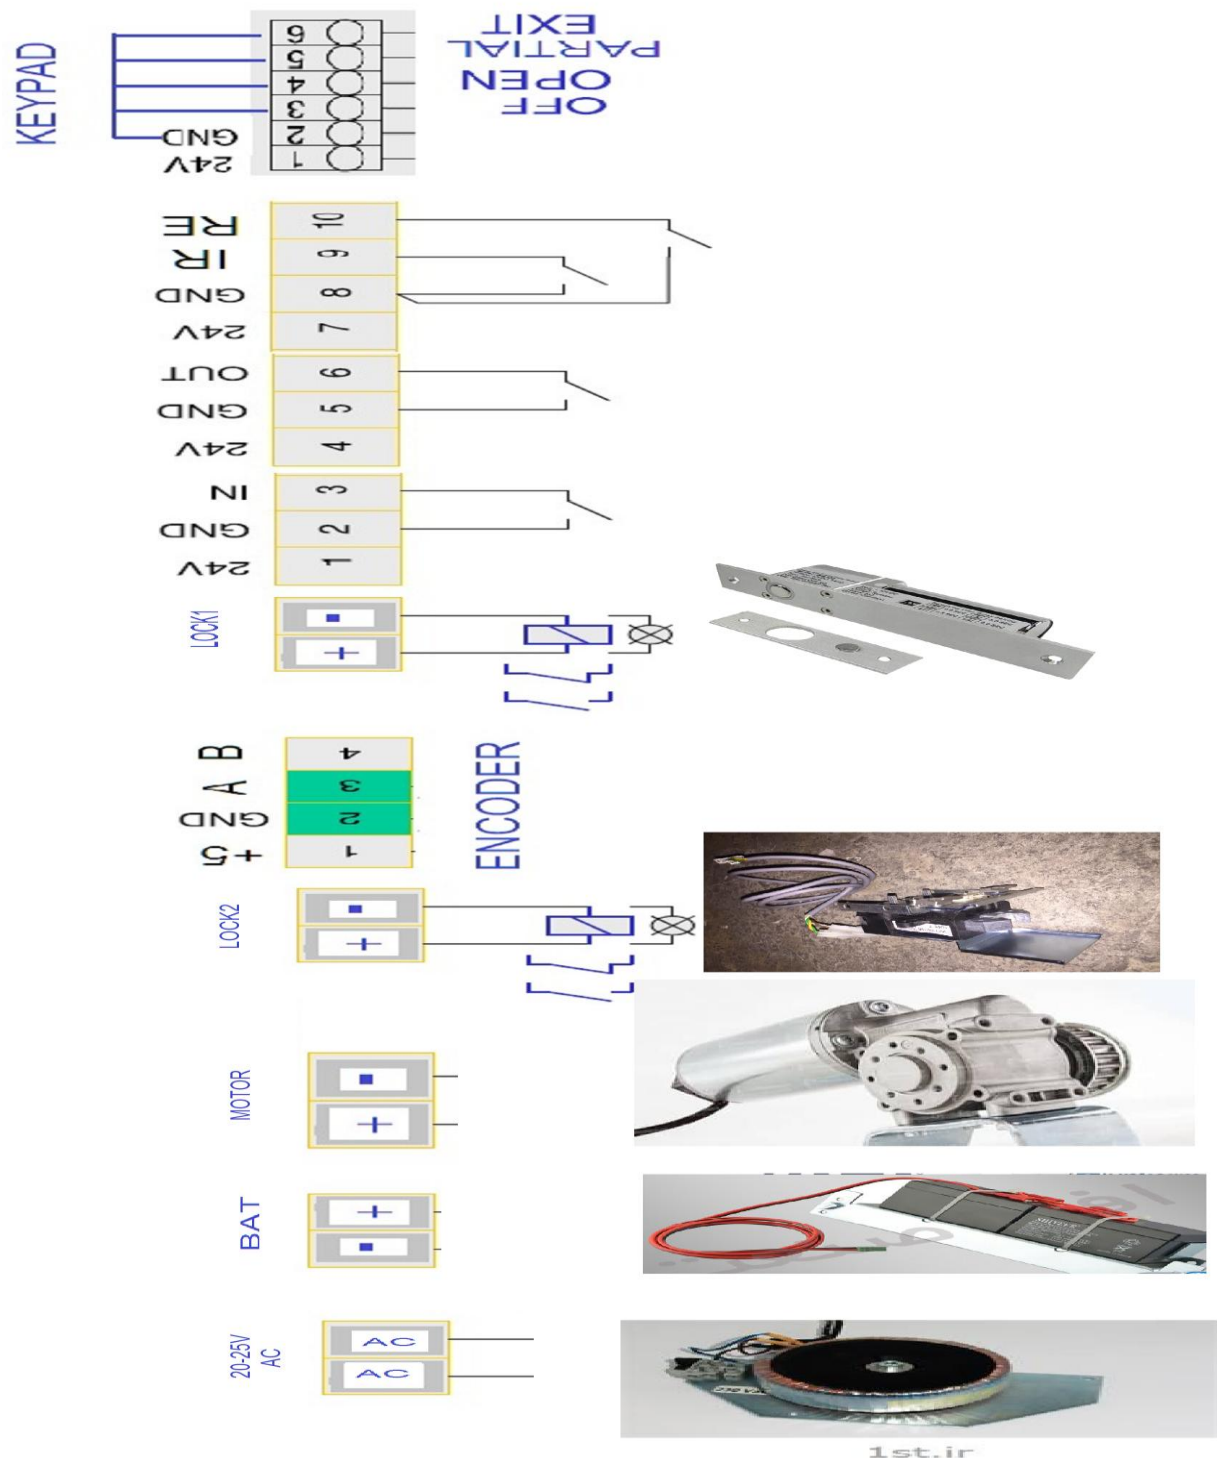 KEYPAD
6
5
4
3
GND 2
24V 1
EXIT
PARTIAL
OPEN
OFF
RE 10
IR 9
GND 8
24V 7
OUT 6
GND 5
24V 4
IN 3
GND 2
24V 1
LOCK1
+
B 4
A 3
GND 2
+5 1
ENCODER
LOCK2
+
MOTOR
+
BAT
+
20-25V
AC
AC
AC
1st.ir